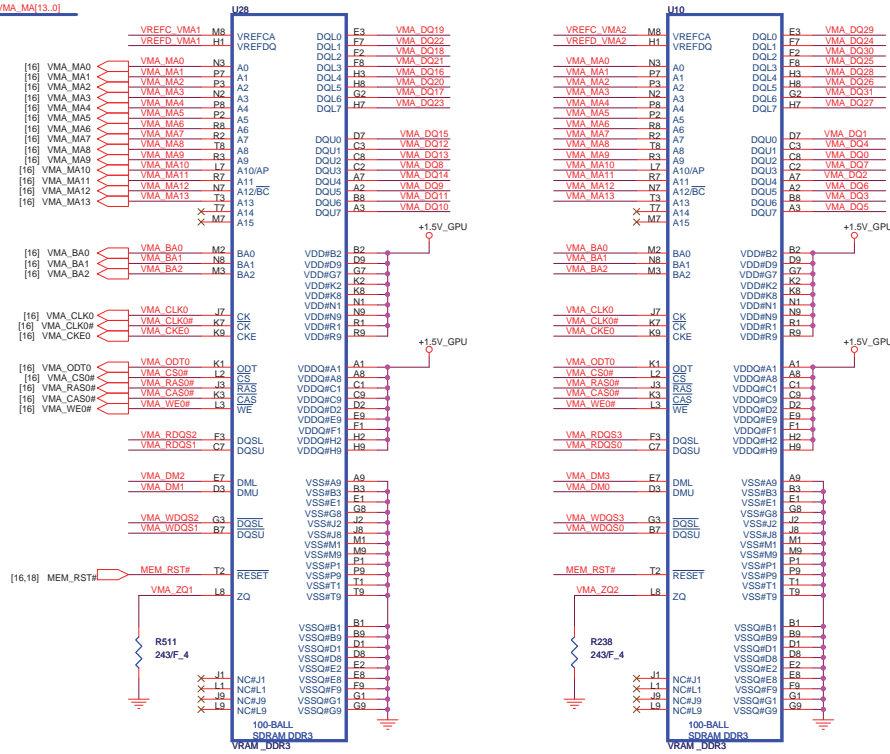 VMA_MA[13..0]
U28
VREFC_VMA1 M8 VREFCA
VREFD_VMA1 H1 VREFDQ
[16] VMA_MA0 VMA_MA0 N3 A0
[16] VMA_MA1 VMA_MA1 P7 A1
[16] VMA_MA2 VMA_MA2 P3 A2
[16] VMA_MA3 VMA_MA3 N2 A3
[16] VMA_MA4 VMA_MA4 P8 A4
[16] VMA_MA5 VMA_MA5 P2 A5
[16] VMA_MA6 VMA_MA6 R8 A6
[16] VMA_MA7 VMA_MA7 R2 A7
[16] VMA_MA8 VMA_MA8 T8 A8
[16] VMA_MA9 VMA_MA9 R3 A9
[16] VMA_MA10 VMA_MA10 L7 A10/AP
[16] VMA_MA11 VMA_MA11 R7 A11
[16] VMA_MA12 VMA_MA12 N7 A12/BC
[16] VMA_MA13 VMA_MA13 T3 A13
T7 A14
M7 A15
[16] VMA_BA0 VMA_BA0 M2 BA0
[16] VMA_BA1 VMA_BA1 N8 BA1
[16] VMA_BA2 VMA_BA2 M3 BA2
[16] VMA_CLK0 VMA_CLK0 J7 CK
[16] VMA_CLK0# VMA_CLK0# K7 CK
[16] VMA_CKE0 VMA_CKE0 K9 CKE
[16] VMA_ODT0 VMA_ODT0 K1 ODT
[16] VMA_CS0# VMA_CS0# L2 CS
[16] VMA_RAS0# VMA_RAS0# J3 RAS
[16] VMA_CAS0# VMA_CAS0# K3 CAS
[16] VMA_WE0# VMA_WE0# L3 WE
VMA_RDQS2 F3 DQSL
VMA_RDQS1 C7 DQSU
VMA_DM2 E7 DML
VMA_DM1 D3 DMU
VMA_WDQS2 G3 DQSL
VMA_WDQS1 B7 DQSU
[16,18] MEM_RST# MEM_RST# T2 RESET
VMA_ZQ1 L8 ZQ
R511
243/F_4
J1 NC#J1
L1 NC#L1
J9 NC#J9
L9 NC#L9
DQL0 E3 VMA_DQ19
DQL1 F7 VMA_DQ22
DQL2 F2 VMA_DQ18
DQL3 F8 VMA_DQ21
DQL4 H3 VMA_DQ16
DQL5 H8 VMA_DQ20
DQL6 G2 VMA_DQ17
DQL7 H7 VMA_DQ23
DQU0 D7 VMA_DQ15
DQU1 C3 VMA_DQ12
DQU2 C8 VMA_DQ13
DQU3 C2 VMA_DQ8
DQU4 A7 VMA_DQ14
DQU5 A2 VMA_DQ9
DQU6 B8 VMA_DQ11
DQU7 A3 VMA_DQ10
+1.5V_GPU
VDD#B2 B2
VDD#D9 D9
VDD#G7 G7
VDD#K2 K2
VDD#K8 K8
VDD#N1 N1
VDD#N9 N9
VDD#R1 R1
VDD#R9 R9
+1.5V_GPU
VDDQ#A1 A1
VDDQ#A8 A8
VDDQ#C1 C1
VDDQ#C9 C9
VDDQ#D2 D2
VDDQ#E9 E9
VDDQ#F1 F1
VDDQ#H2 H2
VDDQ#H9 H9
VSS#A9 A9
VSS#B3 B3
VSS#E1 E1
VSS#G8 G8
VSS#J2 J2
VSS#J8 J8
VSS#M1 M1
VSS#M9 M9
VSS#P1 P1
VSS#P9 P9
VSS#T1 T1
VSS#T9 T9
VSSQ#B1 B1
VSSQ#B9 B9
VSSQ#D1 D1
VSSQ#D8 D8
VSSQ#E2 E2
VSSQ#E8 E8
VSSQ#F9 F9
VSSQ#G1 G1
VSSQ#G9 G9
100-BALL
SDRAM DDR3
VRAM _DDR3
U10
VREFC_VMA2 M8 VREFCA
VREFD_VMA2 H1 VREFDQ
VMA_MA0 N3 A0
VMA_MA1 P7 A1
VMA_MA2 P3 A2
VMA_MA3 N2 A3
VMA_MA4 P8 A4
VMA_MA5 P2 A5
VMA_MA6 R8 A6
VMA_MA7 R2 A7
VMA_MA8 T8 A8
VMA_MA9 R3 A9
VMA_MA10 L7 A10/AP
VMA_MA11 R7 A11
VMA_MA12 N7 A12/BC
VMA_MA13 T3 A13
T7 A14
M7 A15
VMA_BA0 M2 BA0
VMA_BA1 N8 BA1
VMA_BA2 M3 BA2
VMA_CLK0 J7 CK
VMA_CLK0# K7 CK
VMA_CKE0 K9 CKE
VMA_ODT0 K1 ODT
VMA_CS0# L2 CS
VMA_RAS0# J3 RAS
VMA_CAS0# K3 CAS
VMA_WE0# L3 WE
VMA_RDQS3 F3 DQSL
VMA_RDQS0 C7 DQSU
VMA_DM3 E7 DML
VMA_DM0 D3 DMU
VMA_WDQS3 G3 DQSL
VMA_WDQS0 B7 DQSU
MEM_RST# T2 RESET
VMA_ZQ2 L8 ZQ
R238
243/F_4
J1 NC#J1
L1 NC#L1
J9 NC#J9
L9 NC#L9
DQL0 E3 VMA_DQ29
DQL1 F7 VMA_DQ24
DQL2 F2 VMA_DQ30
DQL3 F8 VMA_DQ25
DQL4 H3 VMA_DQ28
DQL5 H8 VMA_DQ26
DQL6 G2 VMA_DQ31
DQL7 H7 VMA_DQ27
DQU0 D7 VMA_DQ1
DQU1 C3 VMA_DQ4
DQU2 C8 VMA_DQ0
DQU3 C2 VMA_DQ7
DQU4 A7 VMA_DQ2
DQU5 A2 VMA_DQ6
DQU6 B8 VMA_DQ3
DQU7 A3 VMA_DQ5
+1.5V_GPU
VDD#B2 B2
VDD#D9 D9
VDD#G7 G7
VDD#K2 K2
VDD#K8 K8
VDD#N1 N1
VDD#N9 N9
VDD#R1 R1
VDD#R9 R9
+1.5V_GPU
VDDQ#A1 A1
VDDQ#A8 A8
VDDQ#C1 C1
VDDQ#C9 C9
VDDQ#D2 D2
VDDQ#E9 E9
VDDQ#F1 F1
VDDQ#H2 H2
VDDQ#H9 H9
VSS#A9 A9
VSS#B3 B3
VSS#E1 E1
VSS#G8 G8
VSS#J2 J2
VSS#J8 J8
VSS#M1 M1
VSS#M9 M9
VSS#P1 P1
VSS#P9 P9
VSS#T1 T1
VSS#T9 T9
VSSQ#B1 B1
VSSQ#B9 B9
VSSQ#D1 D1
VSSQ#D8 D8
VSSQ#E2 E2
VSSQ#E8 E8
VSSQ#F9 F9
VSSQ#G1 G1
VSSQ#G9 G9
100-BALL
SDRAM DDR3
VRAM _DDR3